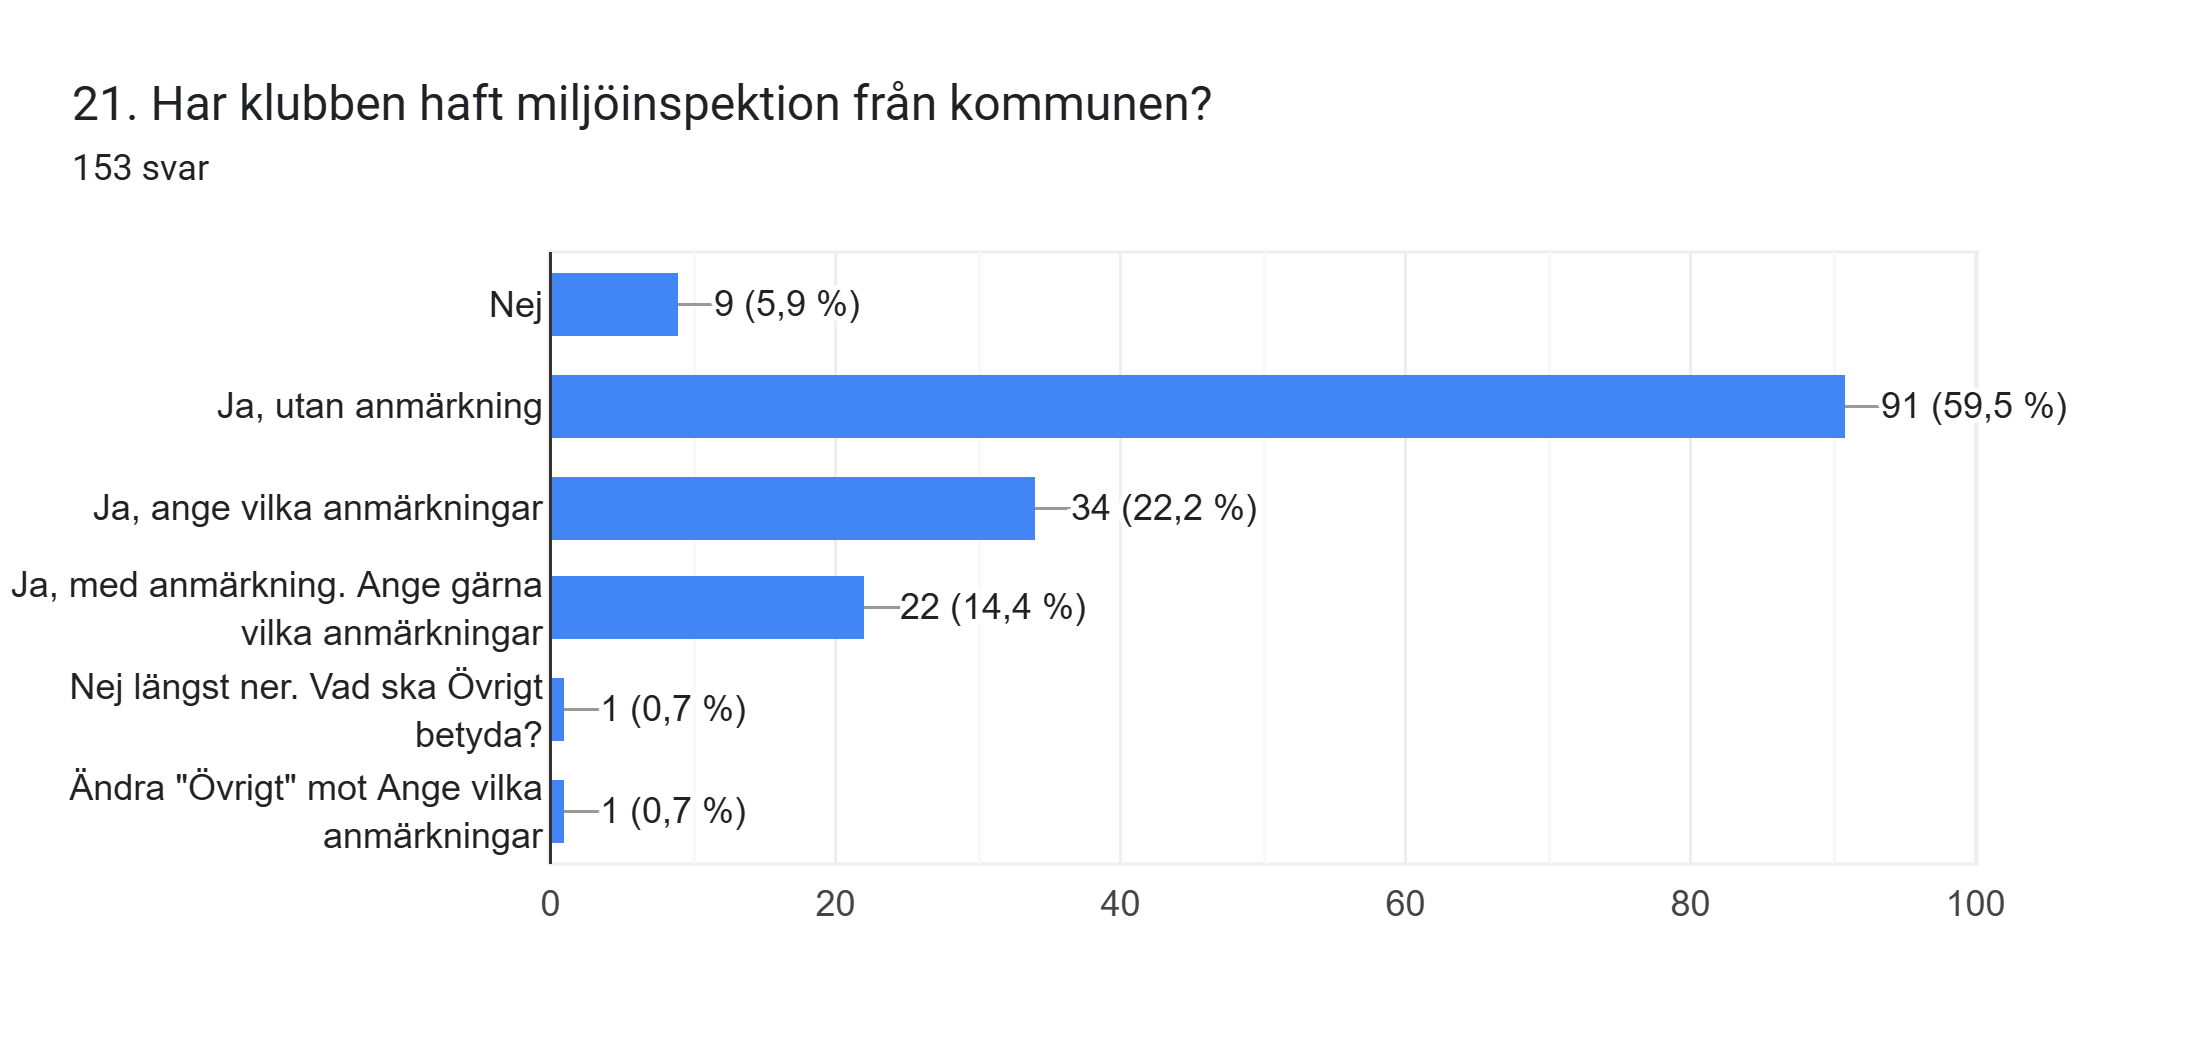 21. Har klubben haft miljöinspektion från kommunen?
153 svar
Nej
9 (5,9 %)
Ja, utan anmärkning
91 (59,5 %)
Ja, ange vilka anmärkningar
34 (22,2 %)
Ja, med anmärkning. Ange gärna
vilka anmärkningar
22 (14,4 %)
Nej längst ner. Vad ska Övrigt
betyda?
1 (0,7 %)
Ändra "Övrigt" mot Ange vilka
anmärkningar
1 (0,7 %)
0 20 40 60 80 100